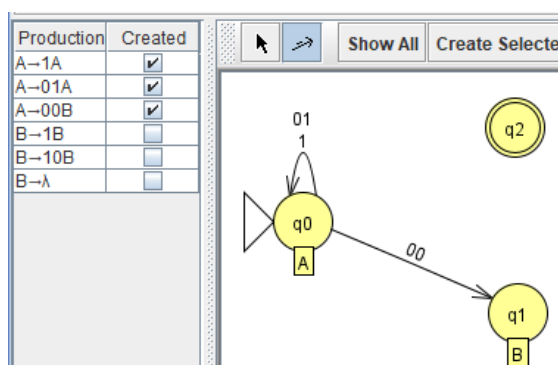 Production Created
A→1A
A→01A
A→00B
B→1B
B→10B
B→λ
Show All Create Selecte
01
1
q2
q0
A
00
q1
B